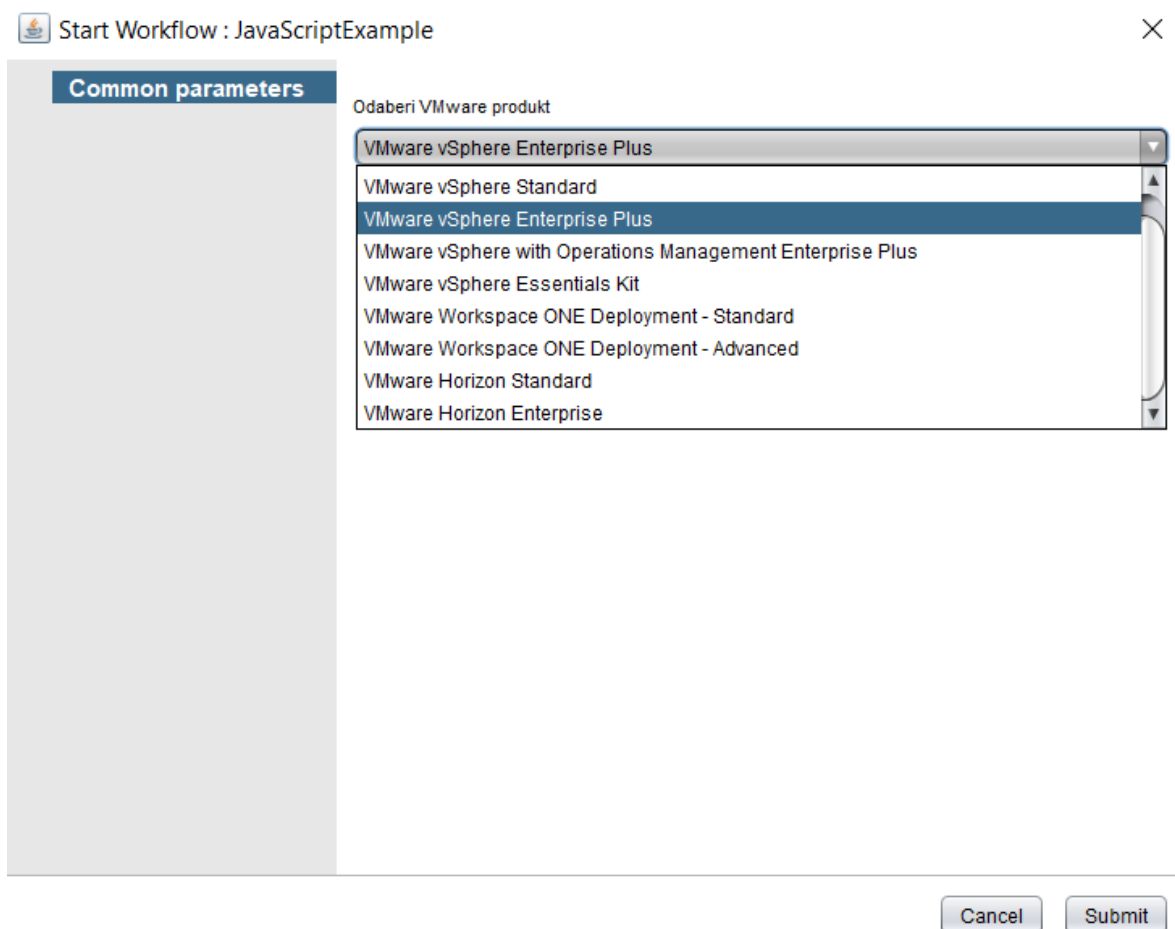 Start Workflow : JavaScriptExample
Common parameters
Odaberi VMware produkt
VMware vSphere Enterprise Plus
VMware vSphere Standard
VMware vSphere Enterprise Plus
VMware vSphere with Operations Management Enterprise Plus
VMware vSphere Essentials Kit
VMware Workspace ONE Deployment - Standard
VMware Workspace ONE Deployment - Advanced
VMware Horizon Standard
VMware Horizon Enterprise
Cancel Submit